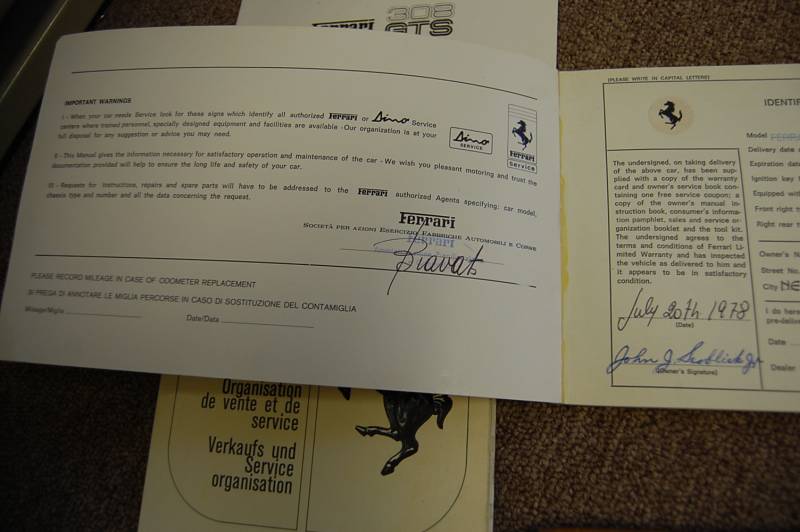 308
Ferrari GTS
IMPORTANT WARNINGS
I - When your car needs Service look for these signs which identify all authorized Ferrari or Dino Service
centers where trained personnel, specially designed equipment and facilities are available - Our organization is at your
full disposal for any suggestion or advice you may need.
Dino
SERVICE
Ferrari
Service
II - This Manual gives the information necessary for satisfactory operation and maintenance of the car - We wish you pleasant motoring and trust the
documentation provided will help to ensure the long life and safety of your car.
III - Requests for instructions, repairs and spare parts will have to be addressed to the Ferrari authorized Agents specifying: car model,
chassis type and number and all the data concerning the request.
Ferrari
SOCIETÀ PER AZIONI ESERCIZIO FABBRICHE AUTOMOBILI E CORSE
Ferrari
PLEASE RECORD MILEAGE IN CASE OF ODOMETER REPLACEMENT
SI PREGA DI ANNOTARE LE MIGLIA PERCORSE IN CASO DI SOSTITUZIONE DEL CONTAMIGLIA
Mileage/Miglia
Date/Data
(PLEASE WRITE IN CAPITAL LETTERS)
The undersigned, on taking delivery
of the above car, has been sup-
plied with a copy of the warranty
card and owner's service book con-
taining one free service coupon; a
copy of the owner's manual in-
struction book, consumer's informa-
tion pamphlet, sales and service or-
ganization booklet and the tool kit.
The undersigned agrees to the
terms and conditions of Ferrari Li-
mited Warranty and has inspected
the vehicle as delivered to him and
it appears to be in satisfactory
condition.
July 20th 1978
(Date)
John J
(Owner's Signature)
IDENTIF
Model
Delivery date
Expiration date
Ignition key
Equipped with
Front right
Right rear
Owner's N
Street No.
City NE
I do here
pre-deliv
Date
Dealer
Organisation
de vente et de
service
Verkaufs und
Service
organisation